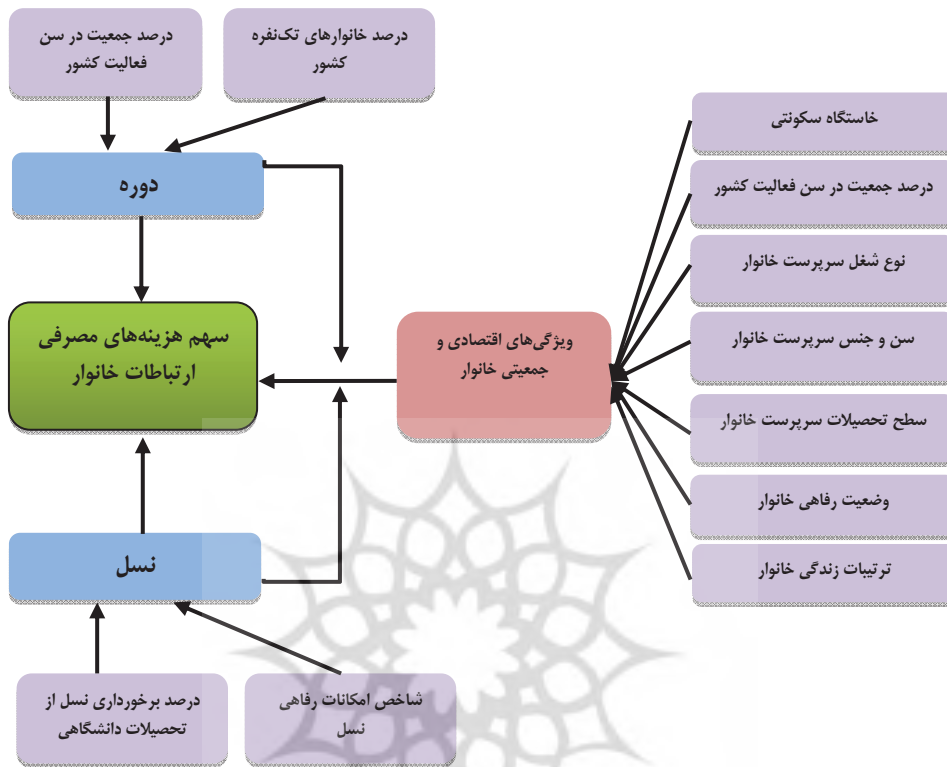 درصد جمعیت در سن
فعالیت کشور
درصد خانوارهای تک‌نفره
کشور
دوره
سهم هزینه‌های مصرفی
ارتباطات خانوار
نسل
درصد برخورداری نسل از
تحصیلات دانشگاهی
شاخص امکانات رفاهی
نسل
ویژگی‌های اقتصادی و
جمعیتی خانوار
خاستگاه سکونتی
درصد جمعیت در سن فعالیت کشور
نوع شغل سرپرست خانوار
سن و جنس سرپرست خانوار
سطح تحصیلات سرپرست خانوار
وضعیت رفاهی خانوار
ترتیبات زندگی خانوار